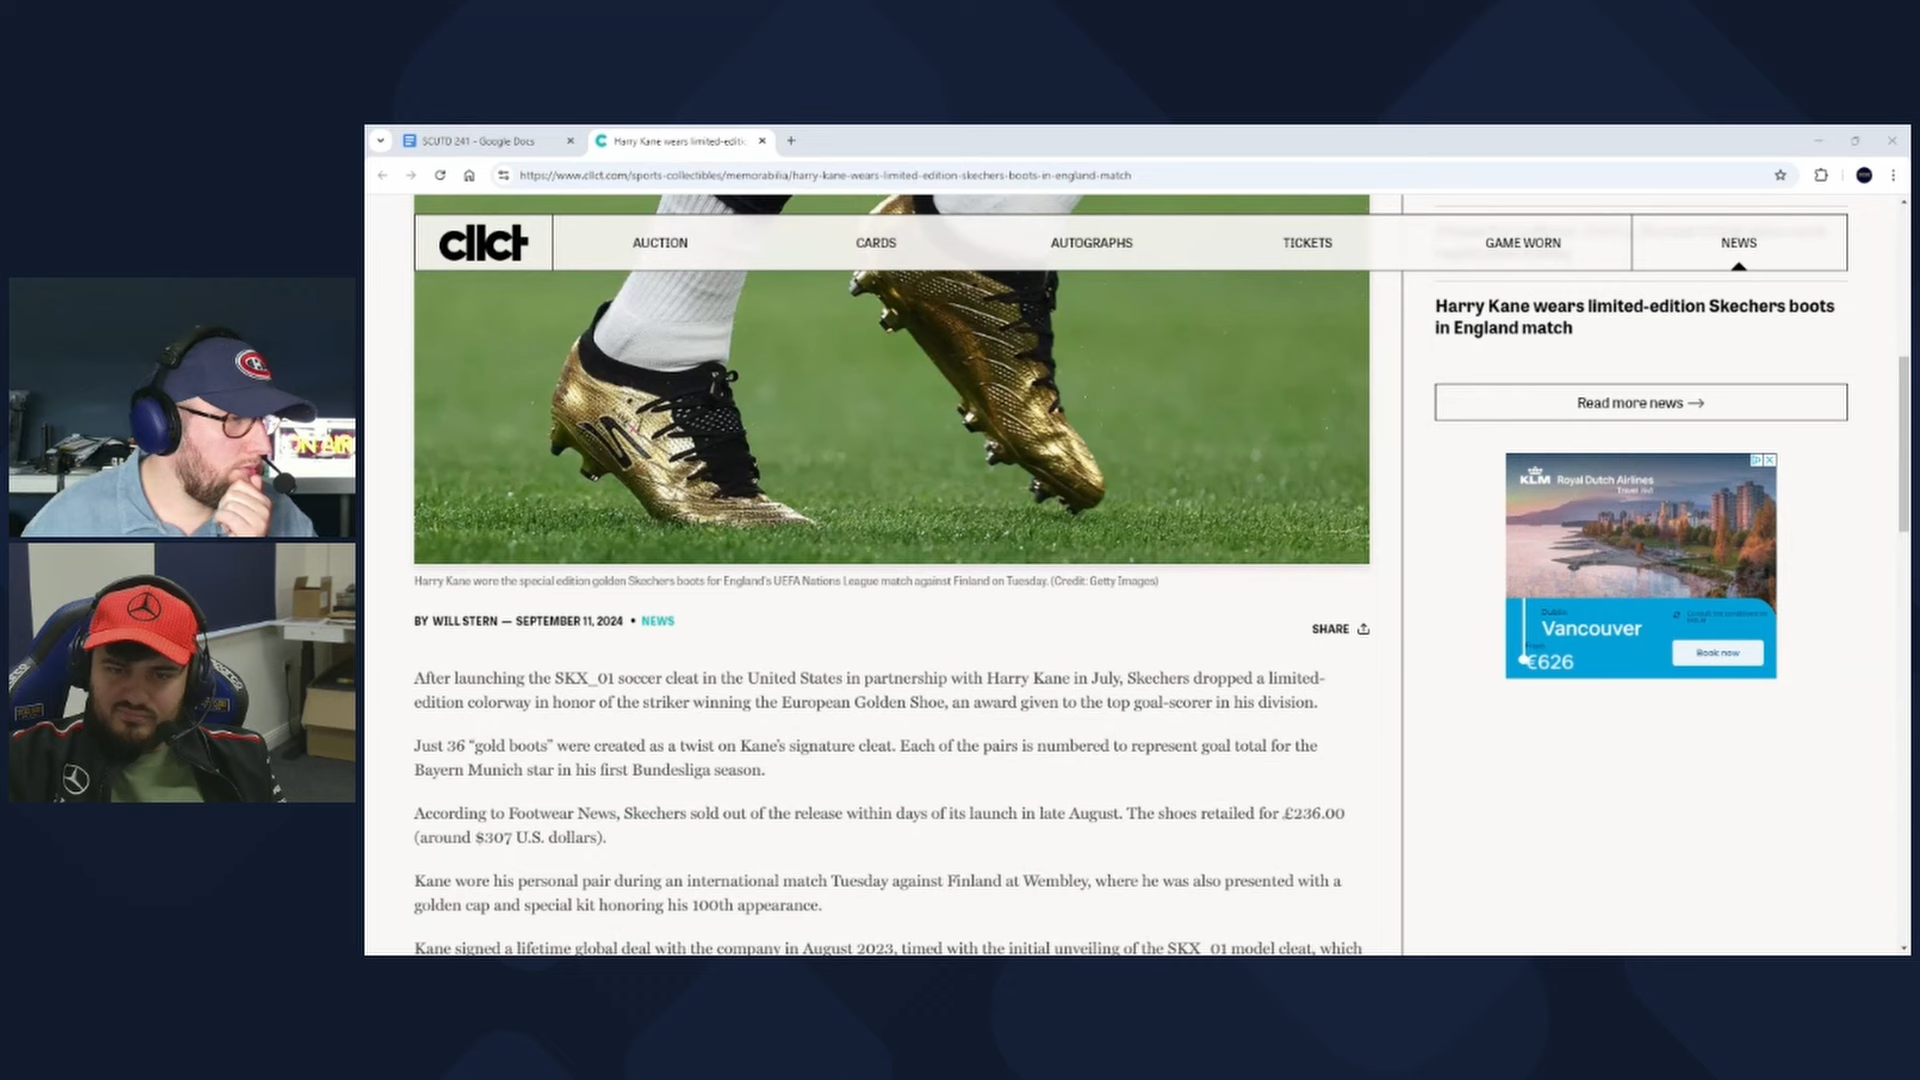 SCUTD 241 - Google Docs
Harry Kane wears limited-editi
https://www.cllct.com/sports-collectibles/memorabilia/harry-kane-wears-limited-edition-skechers-boots-in-england-match
cllct
AUCTION
CARDS
AUTOGRAPHS
TICKETS
GAME WORN
NEWS
Harry Kane wears limited-edition Skechers boots
in England match
Read more news →
KLM Royal Dutch Airlines
Dublin
Vancouver
From
€626
Book now
ON AIR
Harry Kane wore the special edition golden Skechers boots for England's UEFA Nations League match against Finland on Tuesday. (Credit: Getty Images)
BY WILL STERN — SEPTEMBER 11, 2024 • NEWS
SHARE
After launching the SKX_01 soccer cleat in the United States in partnership with Harry Kane in July, Skechers dropped a limited-
edition colorway in honor of the striker winning the European Golden Shoe, an award given to the top goal-scorer in his division.
Just 36 “gold boots” were created as a twist on Kane's signature cleat. Each of the pairs is numbered to represent goal total for the
Bayern Munich star in his first Bundesliga season.
According to Footwear News, Skechers sold out of the release within days of its launch in late August. The shoes retailed for £236.00
(around $307 U.S. dollars).
Kane wore his personal pair during an international match Tuesday against Finland at Wembley, where he was also presented with a
golden cap and special kit honoring his 100th appearance.
Kane signed a lifetime global deal with the company in August 2023, timed with the initial unveiling of the SKX_01 model cleat, which